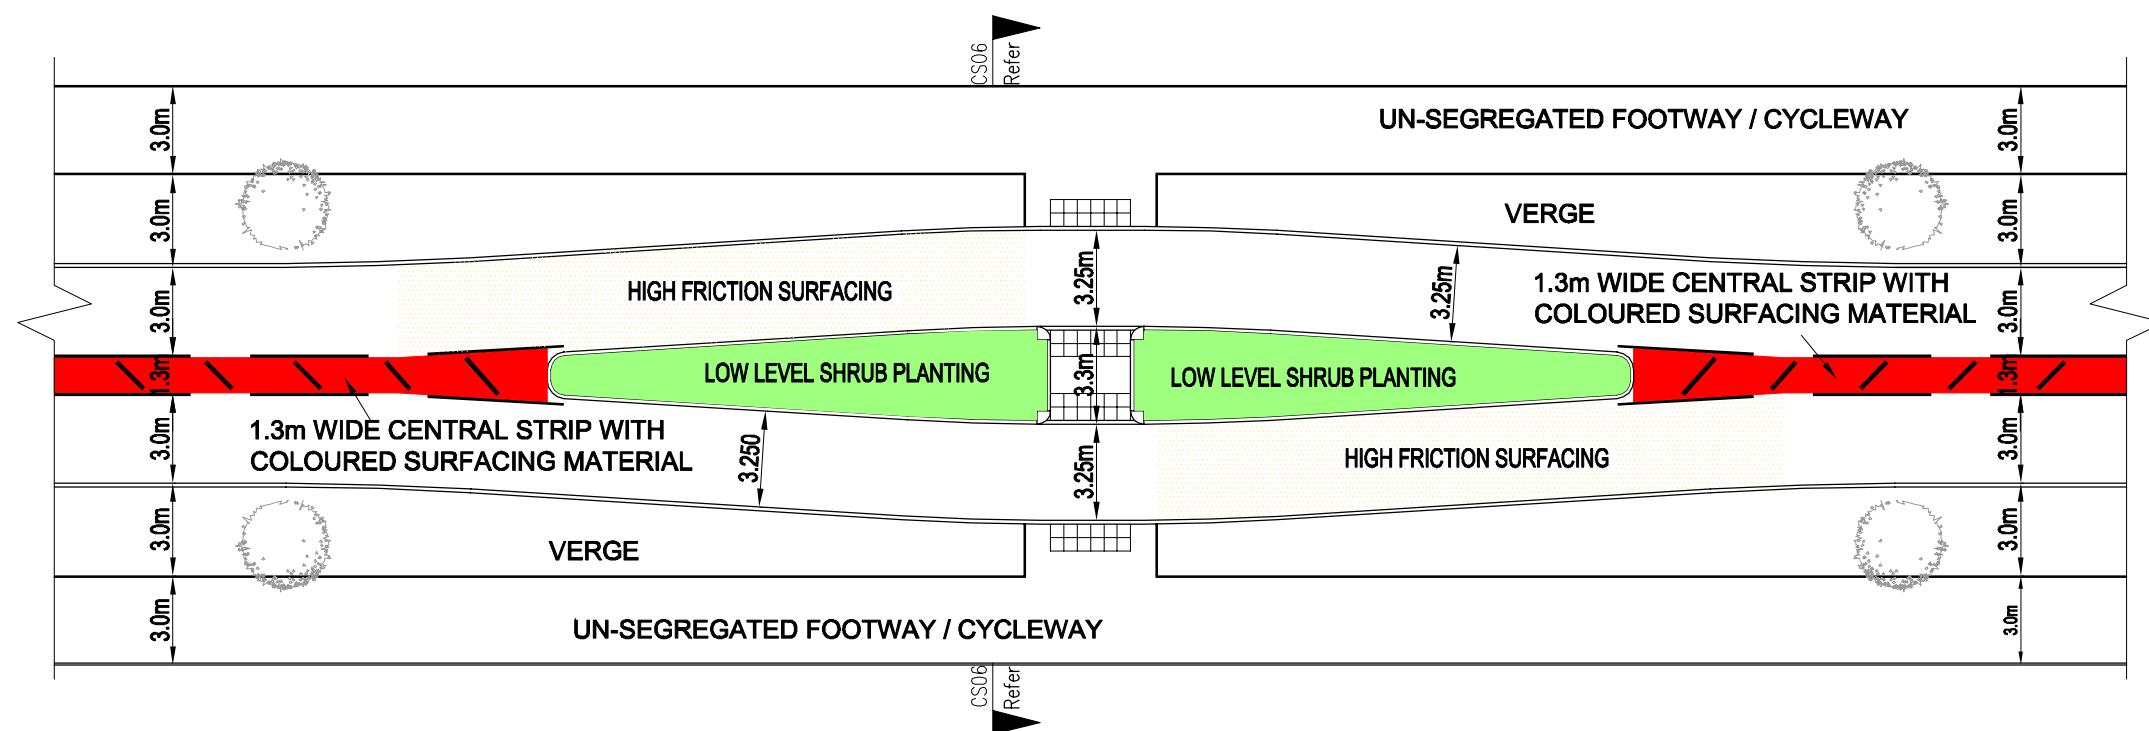 CS06
Refer
UN-SEGREGATED FOOTWAY / CYCLEWAY
3.0m
3.0m
3.0m
3.0m
VERGE
3.25m
3.25m
HIGH FRICTION SURFACING
1.3m WIDE CENTRAL STRIP WITH
COLOURED SURFACING MATERIAL
3.0m
3.0m
1.3m
LOW LEVEL SHRUB PLANTING
3.3m
LOW LEVEL SHRUB PLANTING
1.3m
1.3m WIDE CENTRAL STRIP WITH
COLOURED SURFACING MATERIAL
3.0m
3.250
3.25m
HIGH FRICTION SURFACING
3.0m
3.0m
VERGE
3.0m
3.0m
UN-SEGREGATED FOOTWAY / CYCLEWAY
3.0m
CS06
Refer